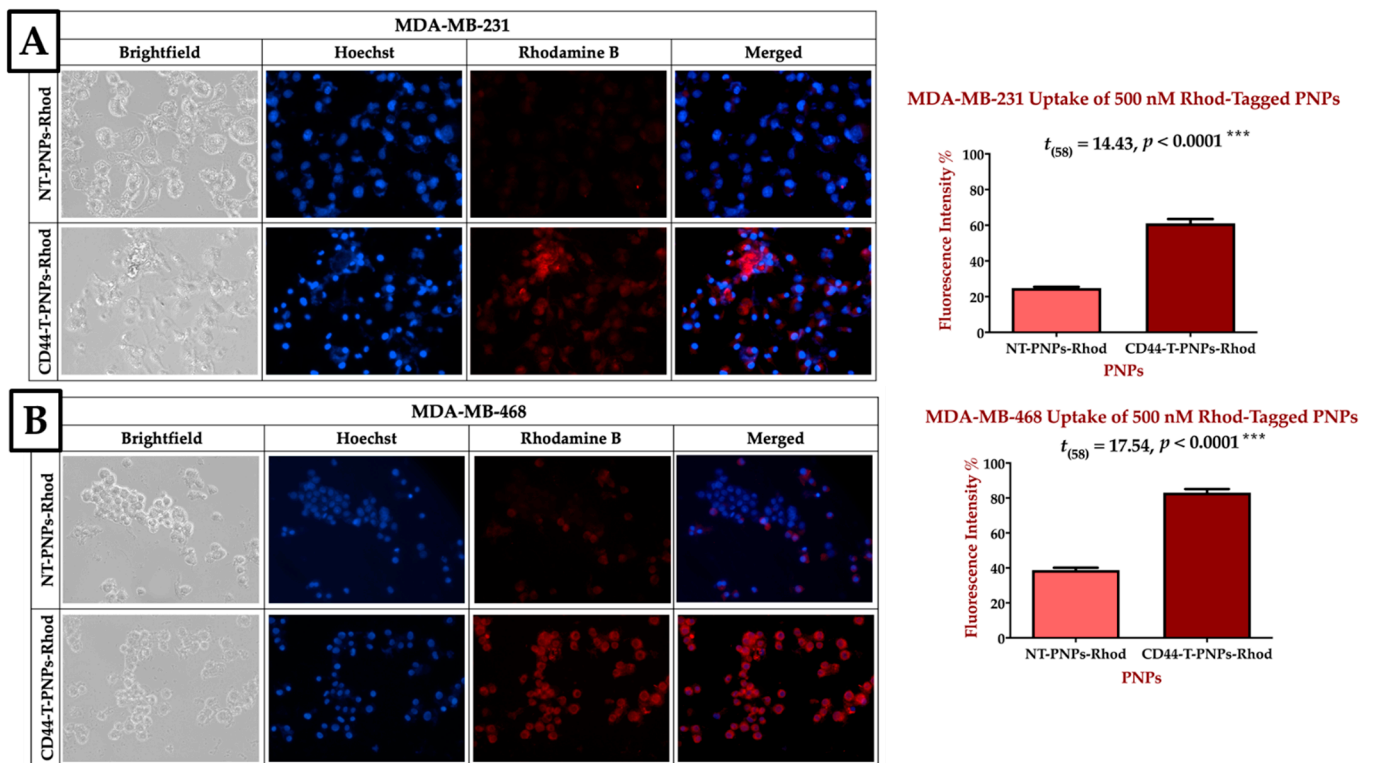 A
MDA-MB-231
Brightfield Hoechst Rhodamine B Merged
NT-PNPs-Rhod
CD44-T-PNPs-Rhod
MDA-MB-231 Uptake of 500 nM Rhod-Tagged PNPs
t(58) = 14.43, p < 0.0001 ***
Fluorescence Intensity %
100
80
60
40
20
0
NT-PNPs-Rhod CD44-T-PNPs-Rhod
PNPs
B
MDA-MB-468
Brightfield Hoechst Rhodamine B Merged
NT-PNPs-Rhod
CD44-T-PNPs-Rhod
MDA-MB-468 Uptake of 500 nM Rhod-Tagged PNPs
t(58) = 17.54, p < 0.0001 ***
Fluorescence Intensity %
100
80
60
40
20
0
NT-PNPs-Rhod CD44-T-PNPs-Rhod
PNPs